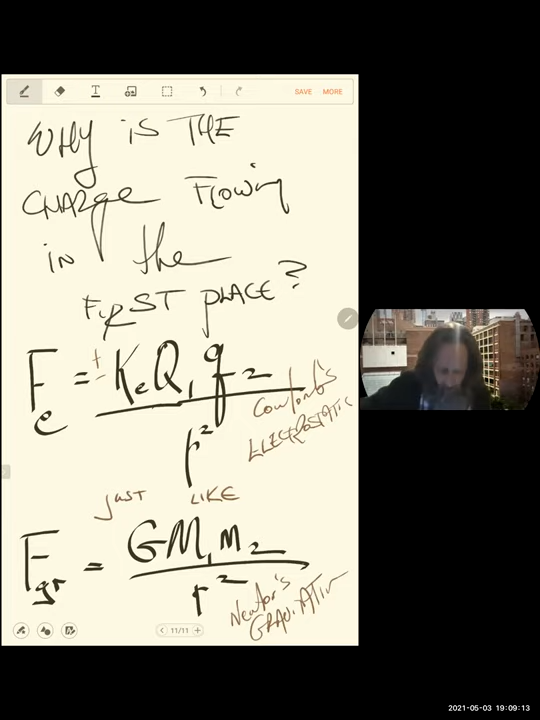 T
SAVE MORE
WHY is THE
CHARge Flowing
in the
FIRST PLACE?
Fe = ± KeQ1q2
r²
Coulomb's
ELECTROSTATIC
just LIKE
Fgr = GM1m2
r²
Newton's
GRAVITATIV
11/11
2021-05-03 19:09:13